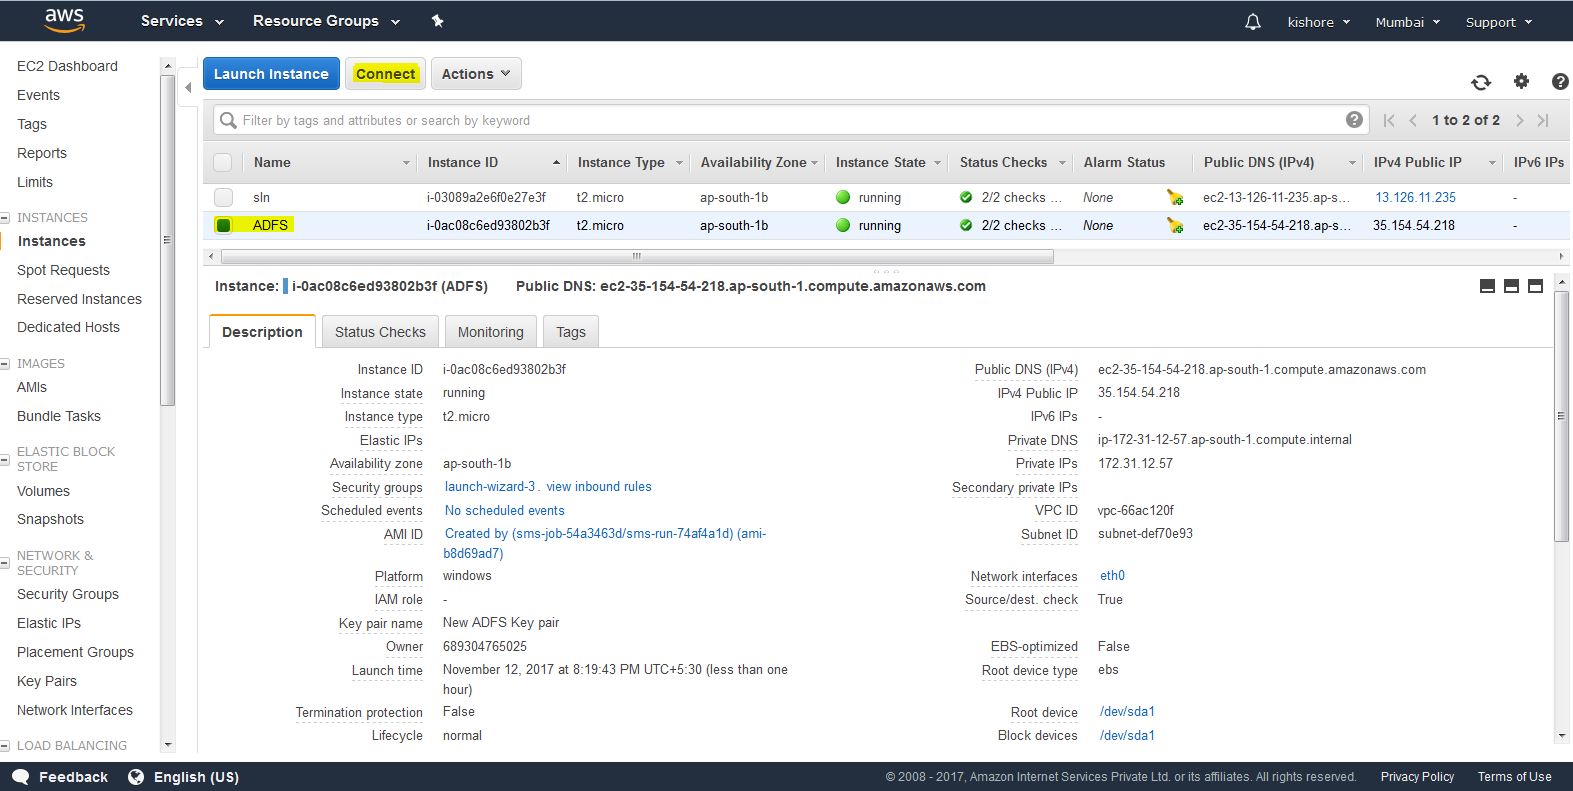 aws Services Resource Groups kishore Mumbai Support
EC2 Dashboard
Events
Tags
Reports
Limits
INSTANCES
Instances
Spot Requests
Reserved Instances
Dedicated Hosts
IMAGES
AMIs
Bundle Tasks
ELASTIC BLOCK
STORE
Volumes
Snapshots
NETWORK &
SECURITY
Security Groups
Elastic IPs
Placement Groups
Key Pairs
Network Interfaces
LOAD BALANCING
Launch Instance Connect Actions
Filter by tags and attributes or search by keyword 1 to 2 of 2
Name Instance ID Instance Type Availability Zone Instance State Status Checks Alarm Status Public DNS (IPv4) IPv4 Public IP IPv6 IPs
sln i-03089a2e6f0e27e3f t2.micro ap-south-1b running 2/2 checks ... None ec2-13-126-11-235.ap-s... 13.126.11.235 -
ADFS i-0ac08c6ed93802b3f t2.micro ap-south-1b running 2/2 checks ... None ec2-35-154-54-218.ap-s... 35.154.54.218 -
Instance: i-0ac08c6ed93802b3f (ADFS) Public DNS: ec2-35-154-54-218.ap-south-1.compute.amazonaws.com
Description Status Checks Monitoring Tags
Instance ID i-0ac08c6ed93802b3f Public DNS (IPv4) ec2-35-154-54-218.ap-south-1.compute.amazonaws.com
Instance state running IPv4 Public IP 35.154.54.218
Instance type t2.micro IPv6 IPs -
Elastic IPs Private DNS ip-172-31-12-57.ap-south-1.compute.internal
Availability zone ap-south-1b Private IPs 172.31.12.57
Security groups launch-wizard-3 . view inbound rules Secondary private IPs
Scheduled events No scheduled events VPC ID vpc-66ac120f
AMI ID Created by (sms-job-54a3463d/sms-run-74af4a1d) (ami- Subnet ID subnet-def70e93
b8d69ad7)
Platform windows Network interfaces eth0
IAM role - Source/dest. check True
Key pair name New ADFS Key pair
Owner 689304765025 EBS-optimized False
Launch time November 12, 2017 at 8:19:43 PM UTC+5:30 (less than one Root device type ebs
hour)
Termination protection False Root device /dev/sda1
Lifecycle normal Block devices /dev/sda1
Feedback English (US) © 2008 - 2017, Amazon Internet Services Private Ltd. or its affiliates. All rights reserved. Privacy Policy Terms of Use